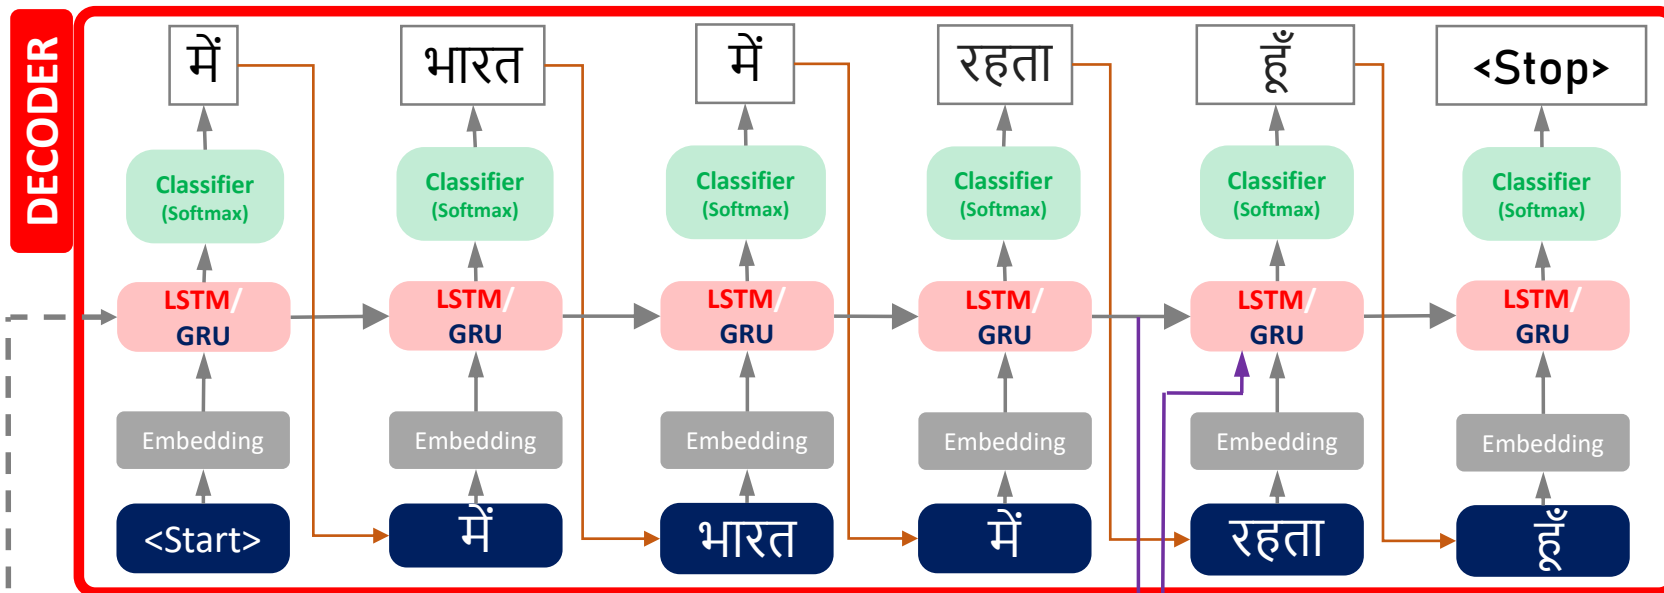 DECODER
में
भारत
में
रहता
हूँ
<Stop>
Classifier
(Softmax)
Classifier
(Softmax)
Classifier
(Softmax)
Classifier
(Softmax)
Classifier
(Softmax)
Classifier
(Softmax)
LSTM/
GRU
LSTM/
GRU
LSTM/
GRU
LSTM/
GRU
LSTM/
GRU
LSTM/
GRU
Embedding
Embedding
Embedding
Embedding
Embedding
Embedding
<Start>
में
भारत
में
रहता
हूँ